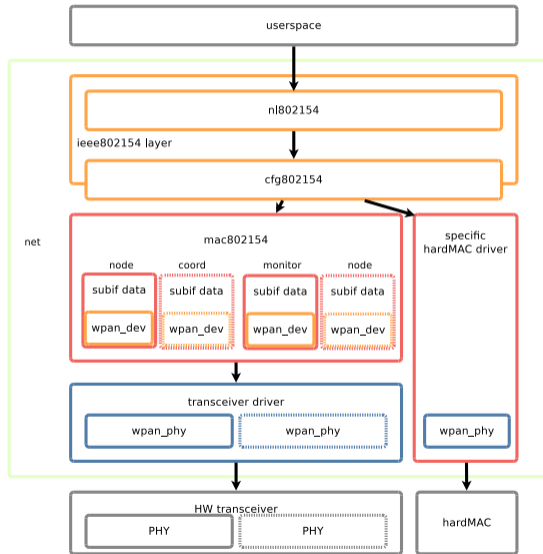 userspace
nl802154
ieee802154 layer
cfg802154
net
mac802154
specific
hardMAC driver
node coord monitor node
subif data subif data subif data subif data
wpan_dev wpan_dev wpan_dev wpan_dev
transceiver driver
wpan_phy wpan_phy wpan_phy
HW transceiver
PHY PHY
hardMAC